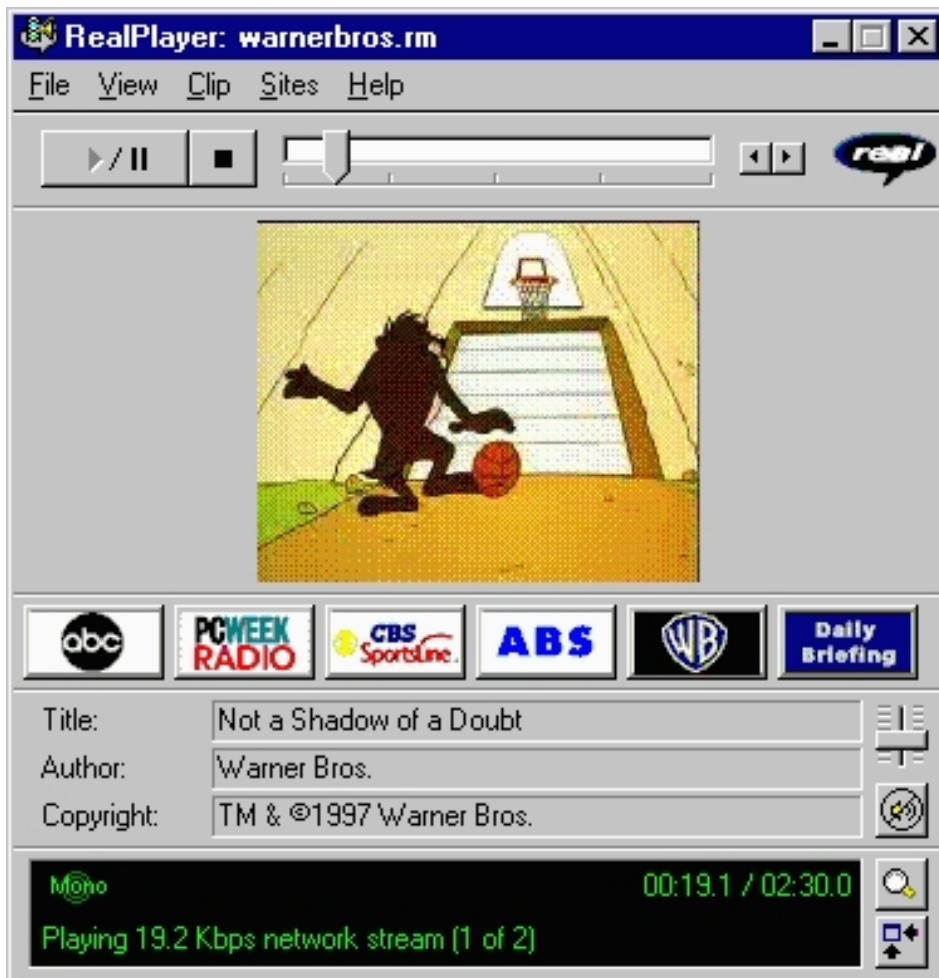 RealPlayer: warnerbros.rm
File View Clip Sites Help
real
abc
PCWEEK
RADIO
CBS
SportsLine.
ABS
WB
Daily
Briefing
Title: Not a Shadow of a Doubt
Author: Warner Bros.
Copyright: TM & ©1997 Warner Bros.
Mono 00:19.1 / 02:30.0
Playing 19.2 Kbps network stream (1 of 2)